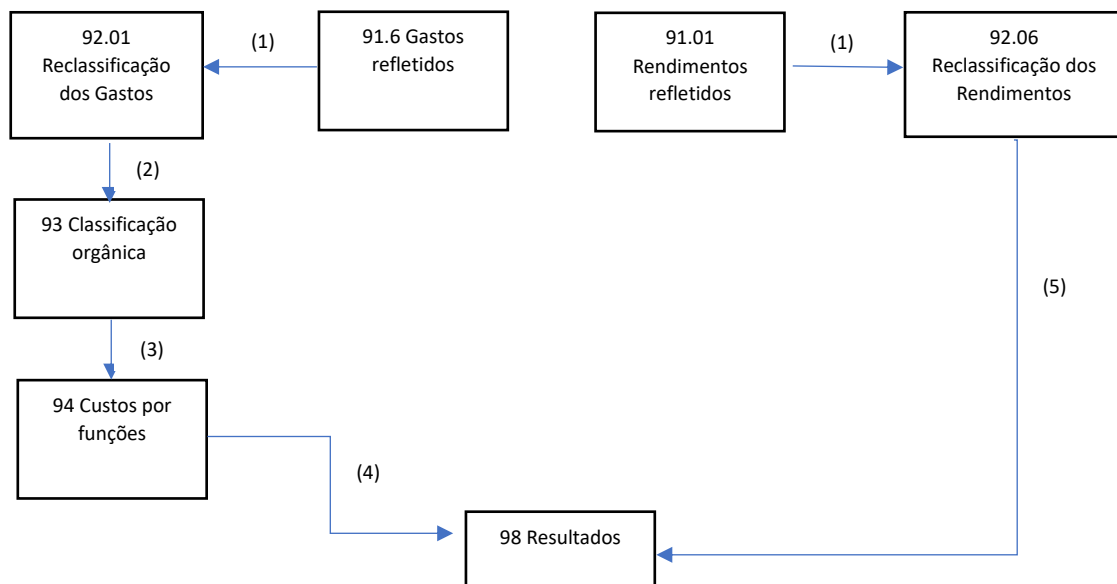 92.01
Reclassificação
dos Gastos
(1)
91.6 Gastos
refletidos
91.01
Rendimentos
refletidos
(1)
92.06
Reclassificação dos
Rendimentos
(2)
93 Classificação
orgânica
(5)
(3)
94 Custos por
funções
(4)
98 Resultados